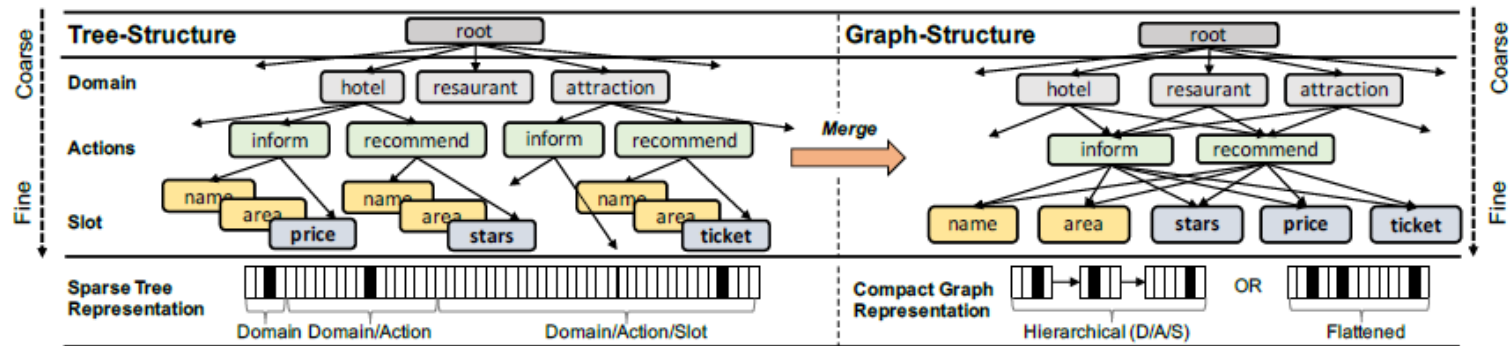 Coarse
Fine
Tree-Structure
root
Domain
hotel
resaurant
attraction
Actions
inform
recommend
inform
recommend
Slot
name
area
price
name
area
stars
name
area
ticket
Sparse Tree
Representation
Domain Domain/Action
Domain/Action/Slot
Merge
Graph-Structure
root
hotel
resaurant
attraction
inform
recommend
name
area
stars
price
ticket
Compact Graph
Representation
Hierarchical (D/A/S)
OR
Flattened
Coarse
Fine